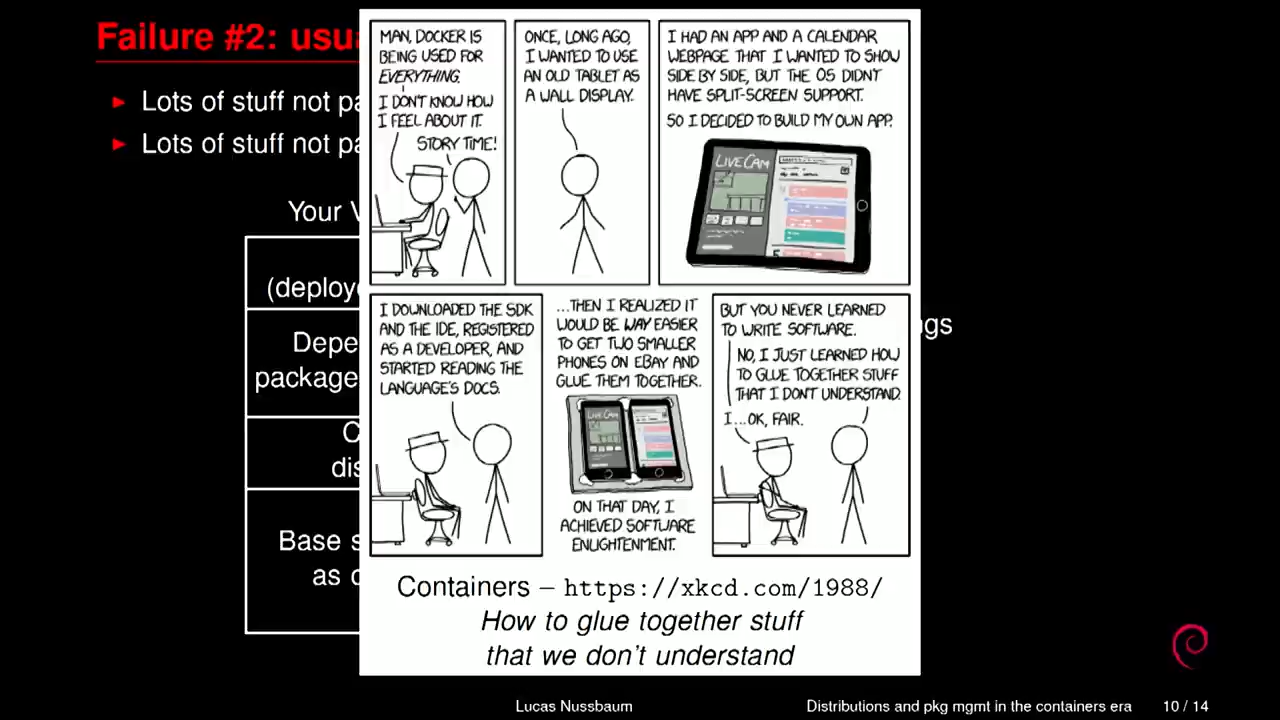 Failure #2: usu
Lots of stuff not pa
Lots of stuff not pa
Your V
(deploye
Depe
package
C
dis
Base s
as c
ngs
MAN, DOCKER IS
BEING USED FOR
EVERYTHING.
I DON'T KNOW HOW
I FEEL ABOUT IT.
STORY TIME!
ONCE, LONG AGO,
I WANTED TO USE
AN OLD TABLET AS
A WALL DISPLAY.
I HAD AN APP AND A CALENDAR
WEBPAGE THAT I WANTED TO SHOW
SIDE BY SIDE, BUT THE OS DIDN'T
HAVE SPLIT-SCREEN SUPPORT.
SO I DECIDED TO BUILD MY OWN APP.
LIVECAM
I DOWNLOADED THE SDK
AND THE IDE, REGISTERED
AS A DEVELOPER, AND
STARTED READING THE
LANGUAGE'S DOCS.
...THEN I REALIZED IT
WOULD BE WAY EASIER
TO GET TWO SMALLER
PHONES ON EBAY AND
GLUE THEM TOGETHER.
LIVECAM
ON THAT DAY, I
ACHIEVED SOFTWARE
ENLIGHTENMENT.
BUT YOU NEVER LEARNED
TO WRITE SOFTWARE.
NO, I JUST LEARNED HOW
TO GLUE TOGETHER STUFF
THAT I DON'T UNDERSTAND.
I...OK, FAIR.
Containers – https://xkcd.com/1988/
How to glue together stuff
that we don't understand
Lucas Nussbaum
Distributions and pkg mgmt in the containers era
10 / 14